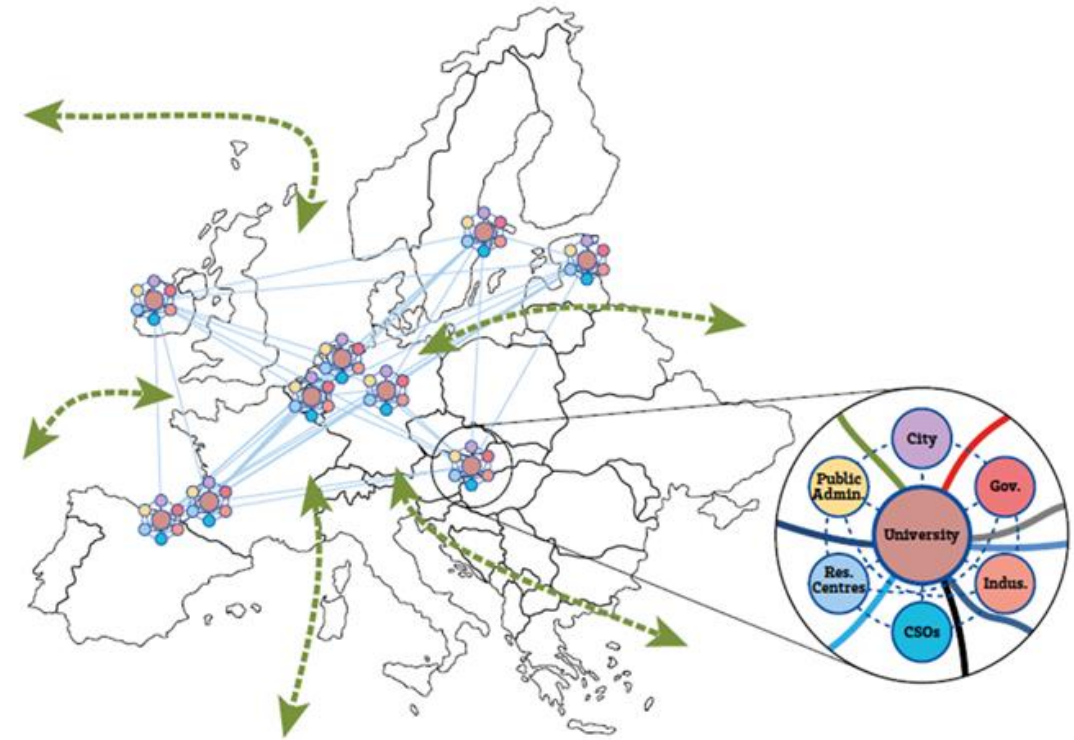 City
Public
Admin.
Gov.
University
Res.
Centres
Indus.
CSOs